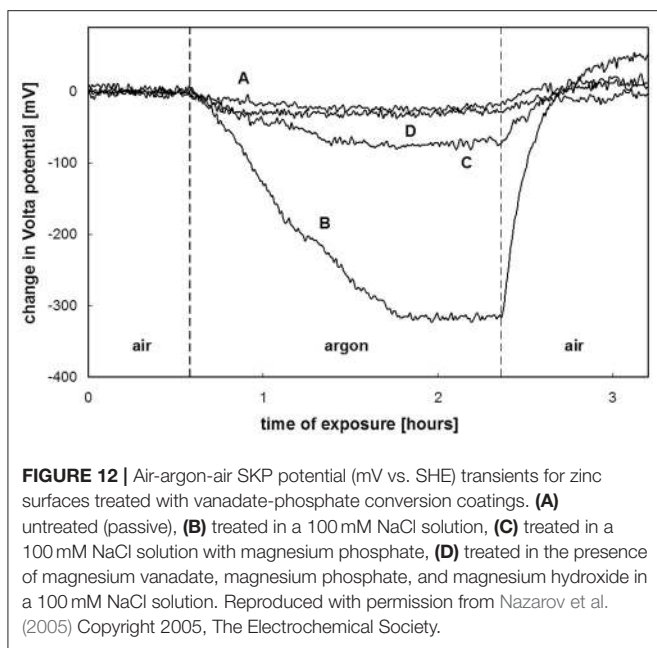 change in Volta potential [mV]
0
-100
-200
-300
-400
A
D
C
B
air
argon
air
0
1
2
3
time of exposure [hours]
FIGURE 12 | Air-argon-air SKP potential (mV vs. SHE) transients for zinc
surfaces treated with vanadate-phosphate conversion coatings. (A)
untreated (passive), (B) treated in a 100 mM NaCl solution, (C) treated in a
100 mM NaCl solution with magnesium phosphate, (D) treated in the presence
of magnesium vanadate, magnesium phosphate, and magnesium hydroxide in
a 100 mM NaCl solution. Reproduced with permission from Nazarov et al.
(2005) Copyright 2005, The Electrochemical Society.